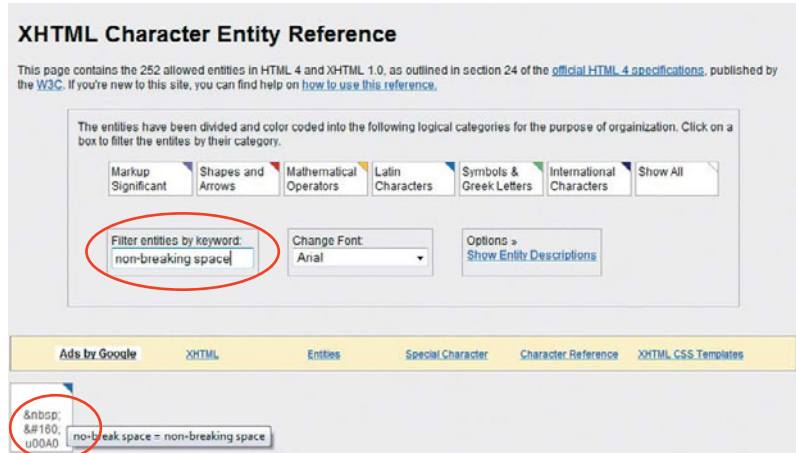 XHTML Character Entity Reference
This page contains the 252 allowed entities in HTML 4 and XHTML 1.0, as outlined in section 24 of the official HTML 4 specifications, published by
the W3C. If you're new to this site, you can find help on how to use this reference.
The entities have been divided and color coded into the following logical categories for the purpose of orgainization. Click on a
box to filter the entites by their category.
Markup Significant
Shapes and Arrows
Mathematical Operators
Latin Characters
Symbols & Greek Letters
International Characters
Show All
Filter entities by keyword:
non-breaking space
Change Font:
Arial
Options »
Show Entity Descriptions
Ads by Google XHTML Entities Special Character Character Reference XHTML CSS Templates
&nbsp;
&#160;
u00A0
no-break space = non-breaking space